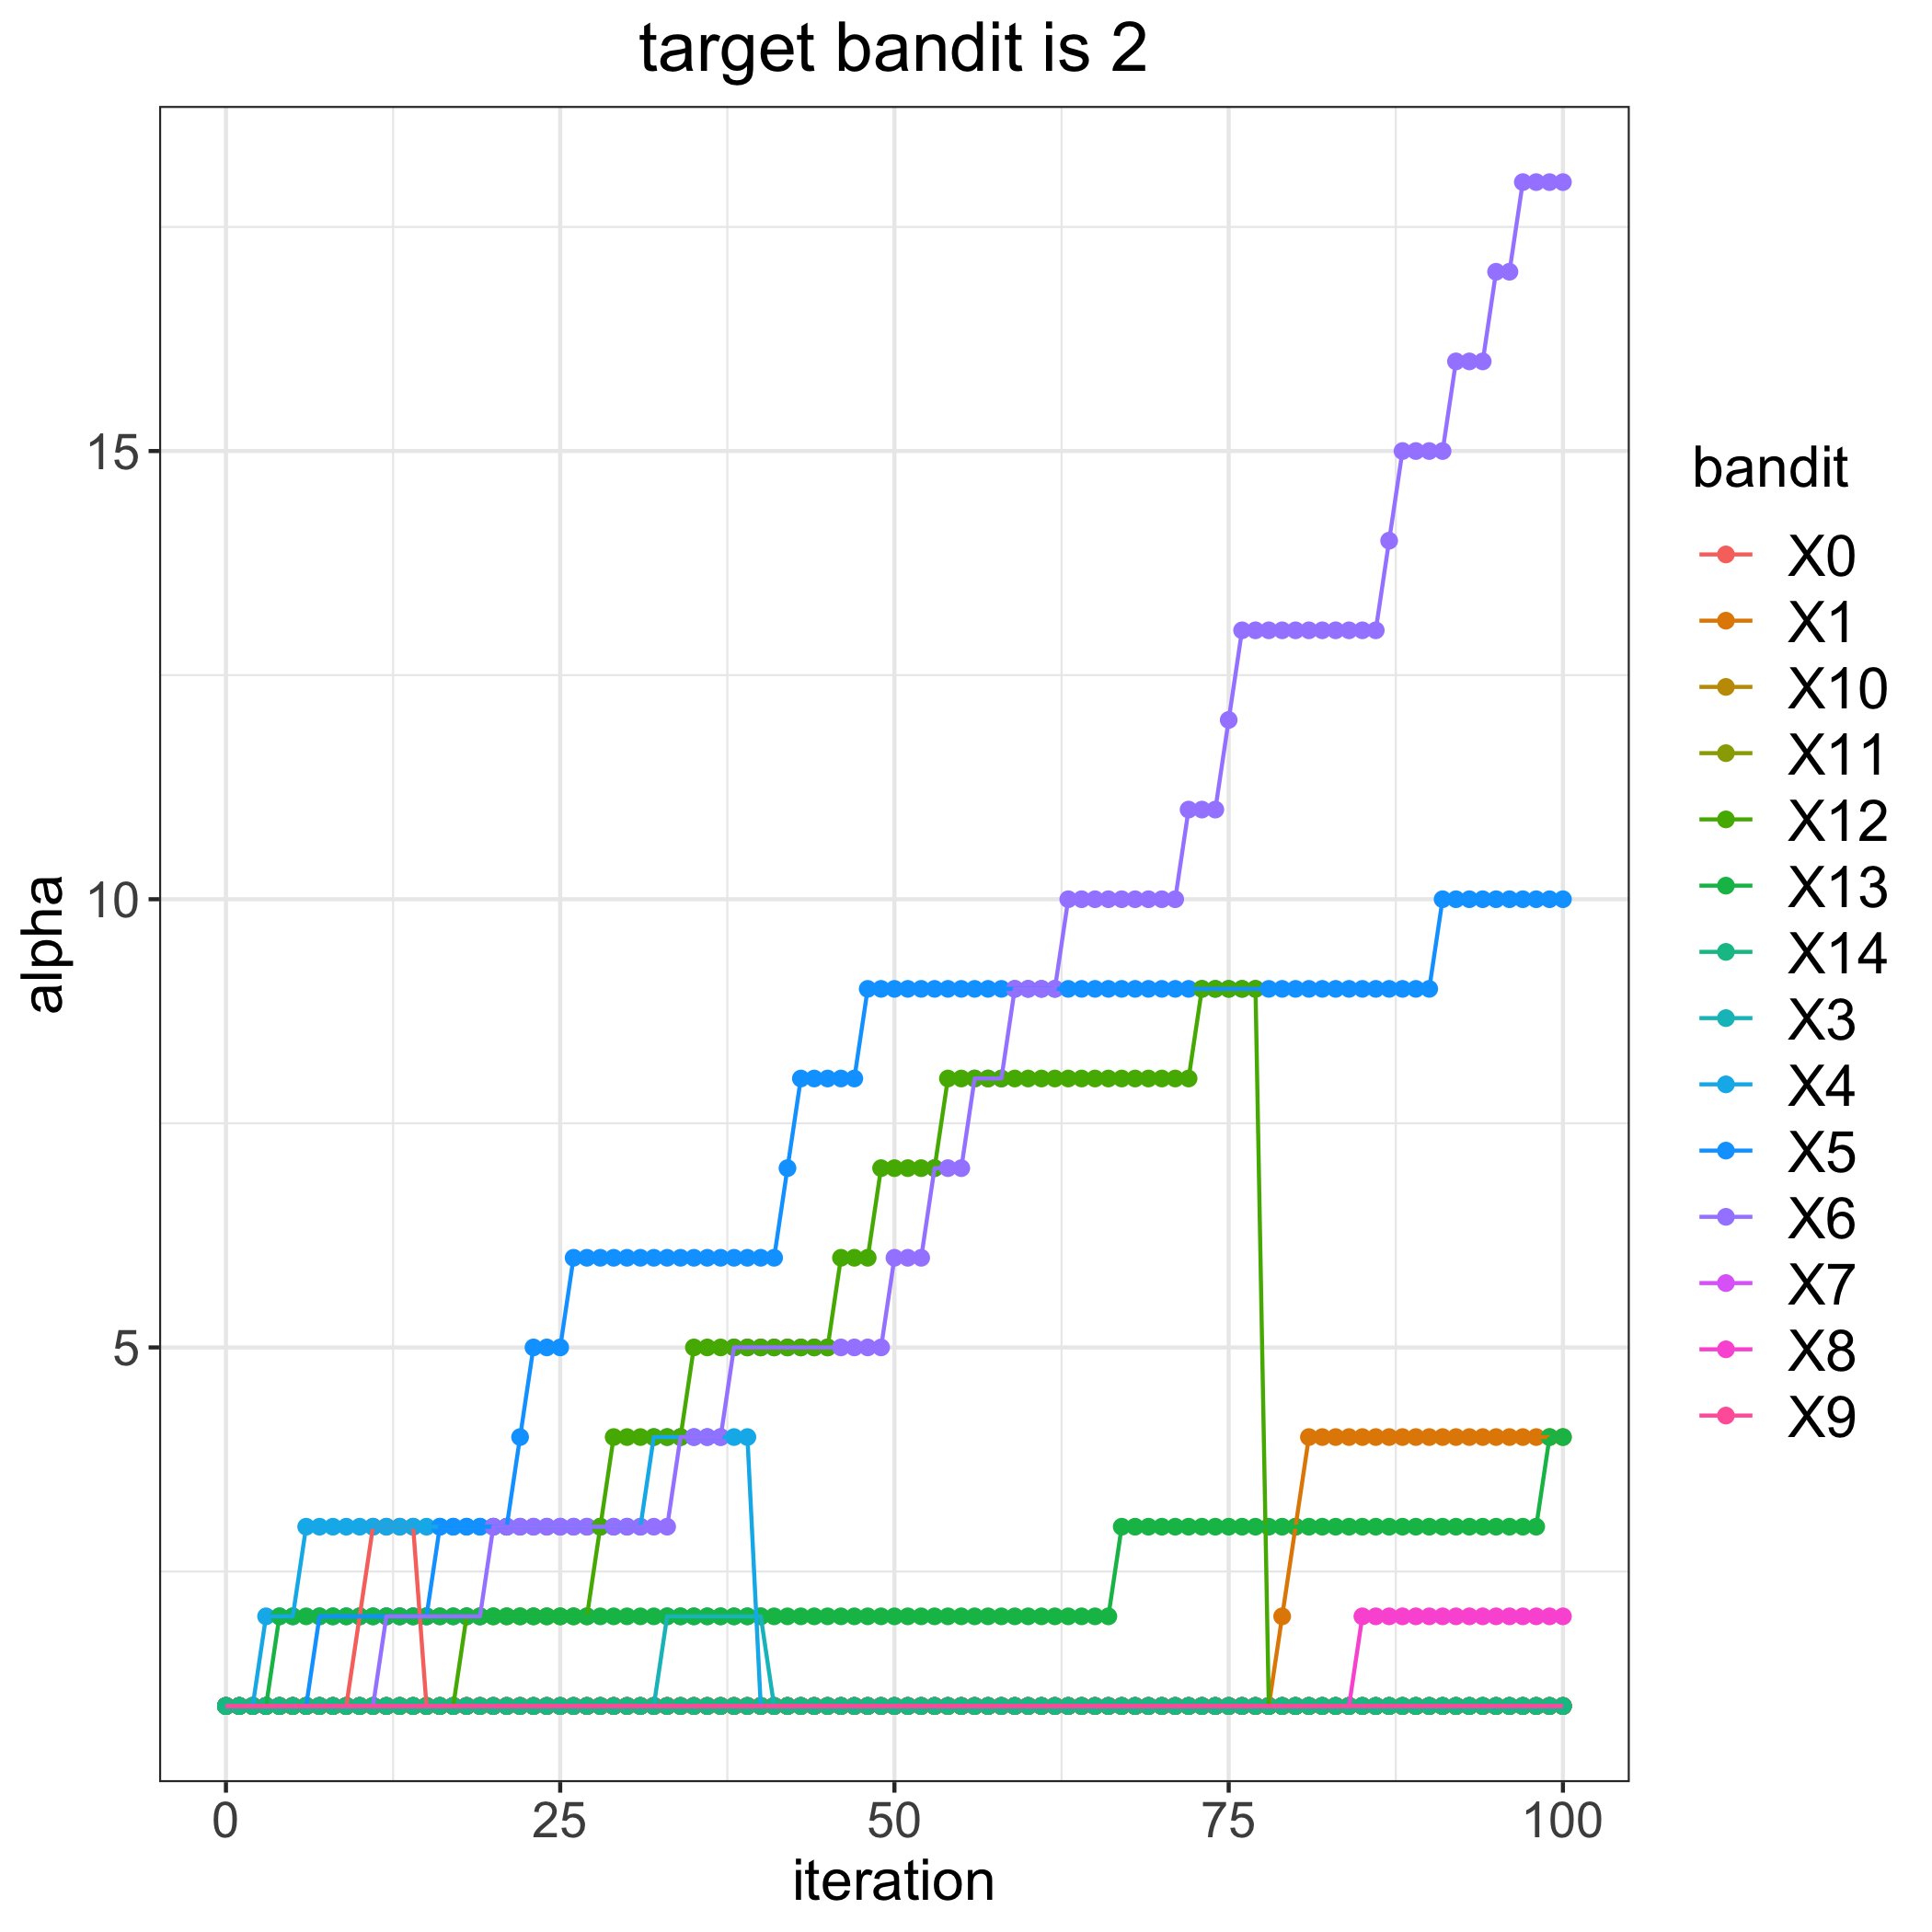 target bandit is 2
15
10
5
alpha
0
25
50
75
100
iteration
bandit
X0
X1
X10
X11
X12
X13
X14
X3
X4
X5
X6
X7
X8
X9